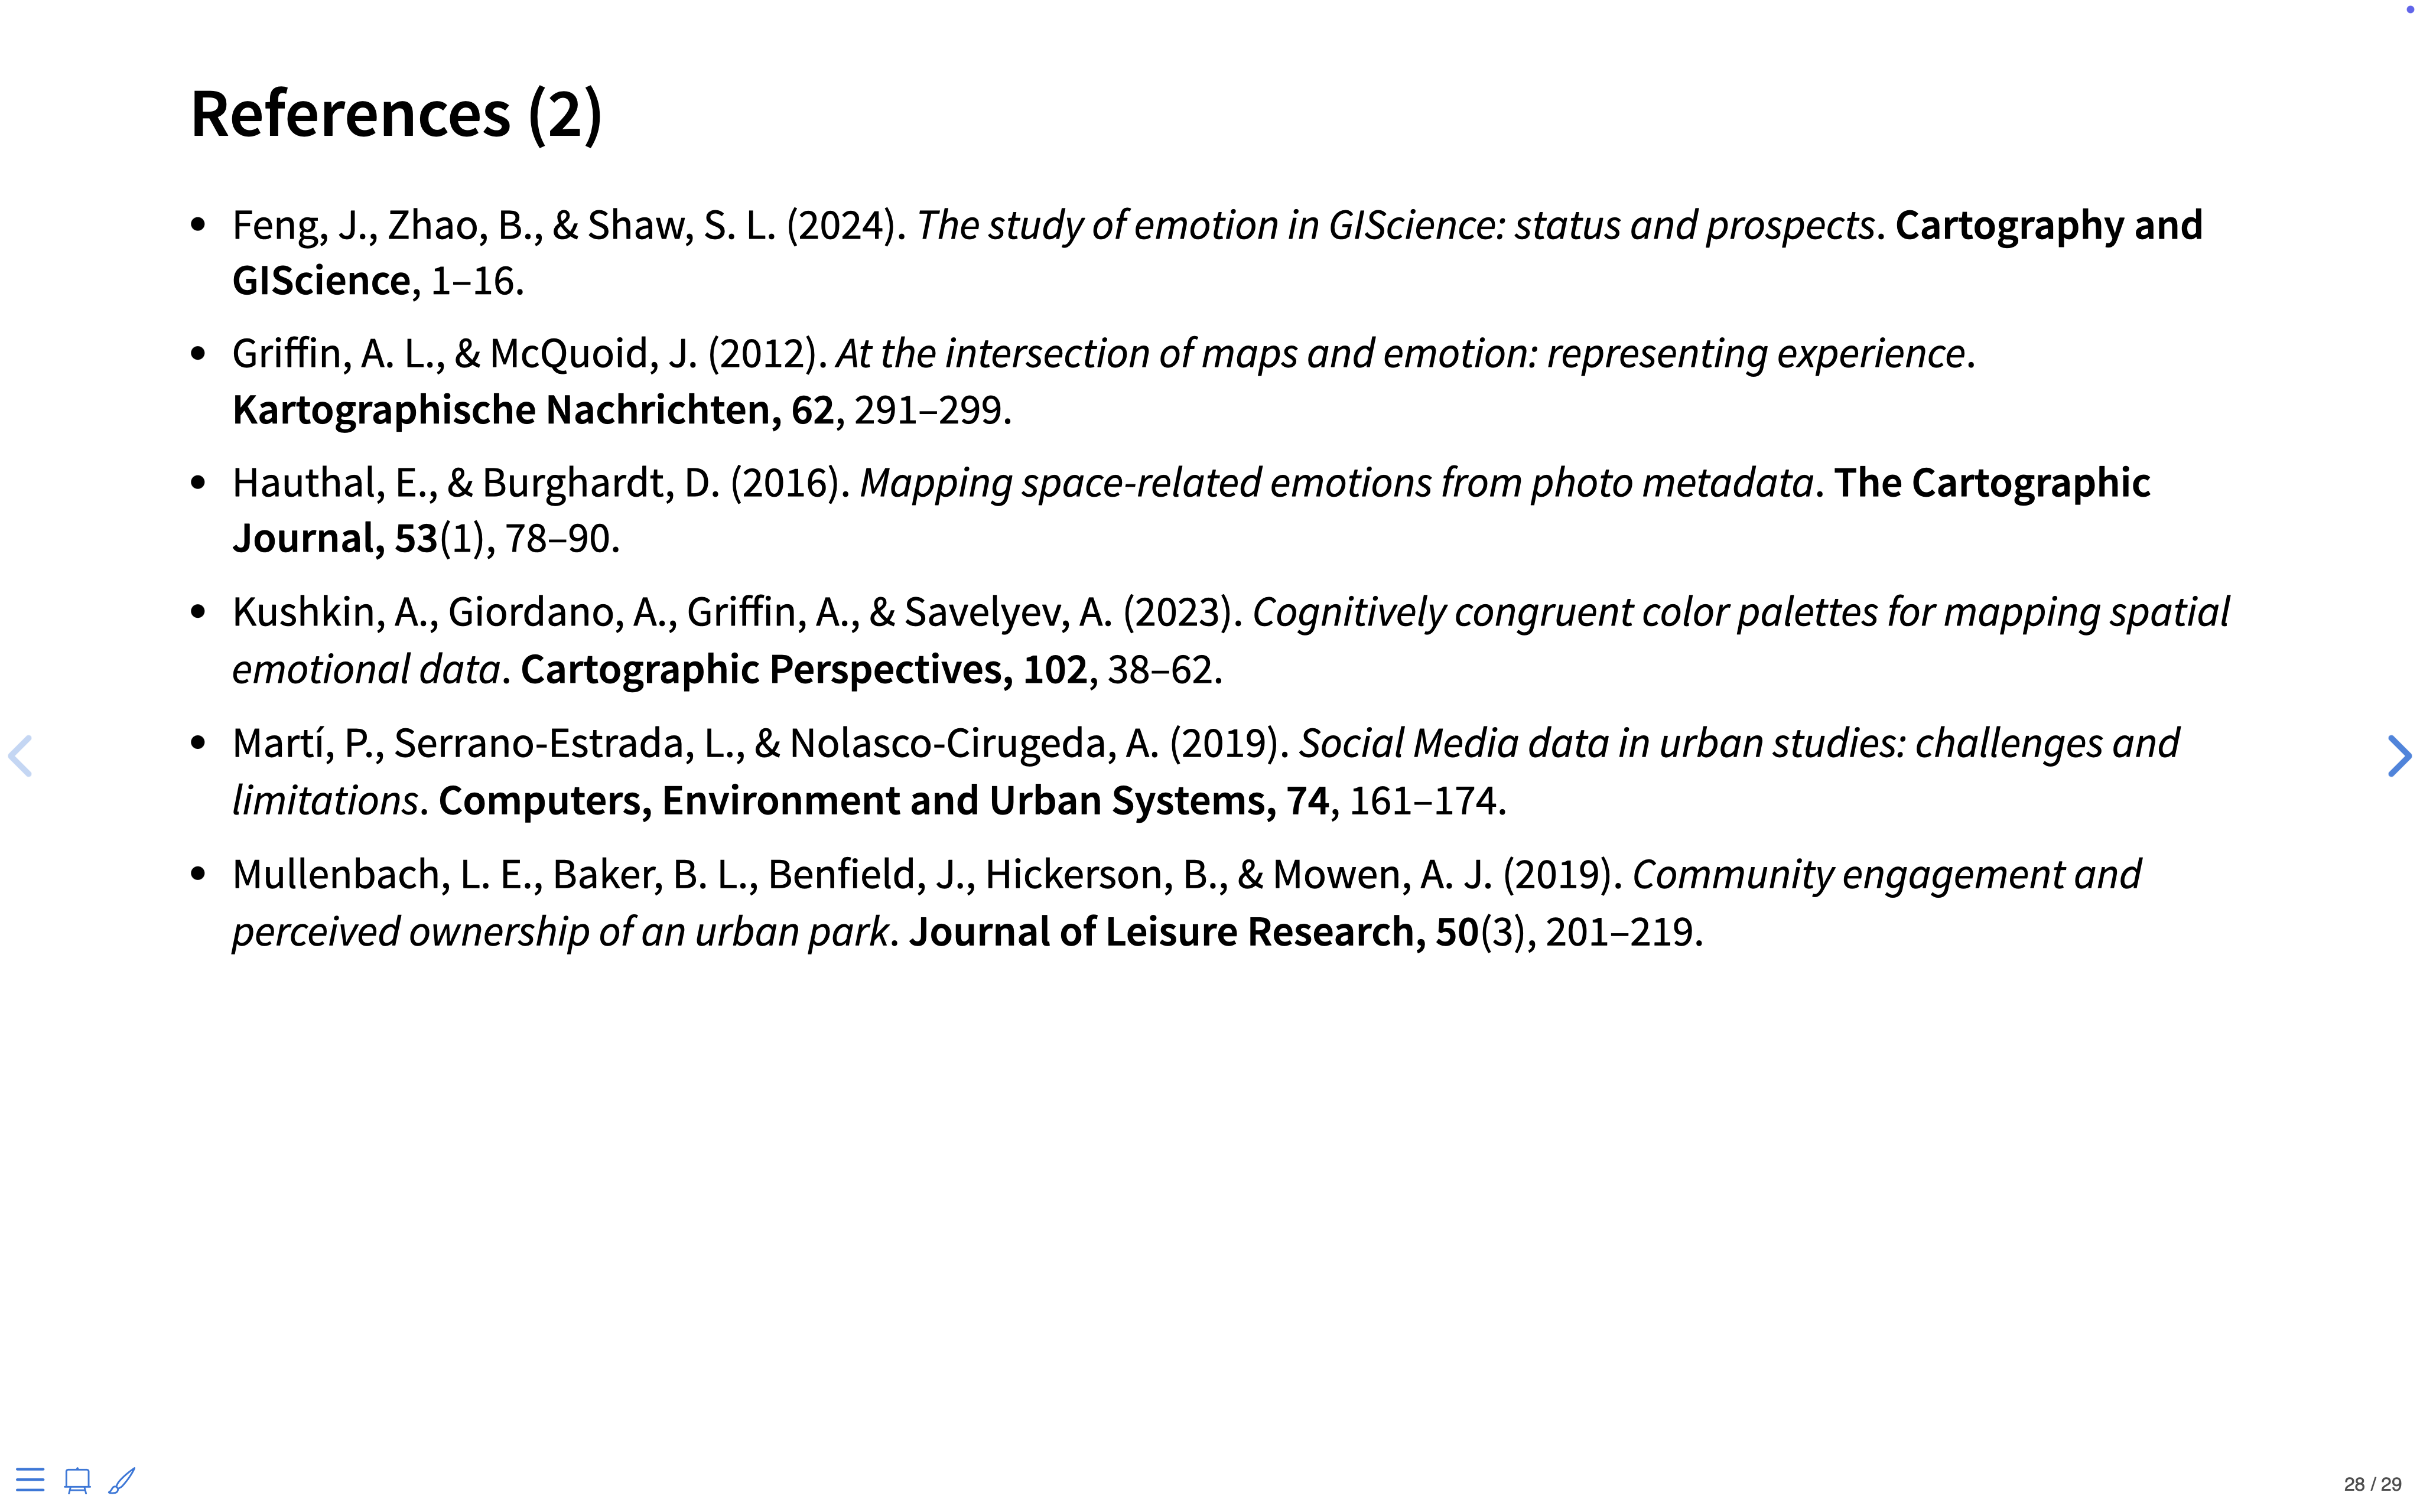 References (2)
• Feng, J., Zhao, B., & Shaw, S. L. (2024). The study of emotion in GIScience: status and prospects. Cartography and
GIScience, 1–16.
• Griffin, A. L., & McQuoid, J. (2012). At the intersection of maps and emotion: representing experience.
Kartographische Nachrichten, 62, 291–299.
• Hauthal, E., & Burghardt, D. (2016). Mapping space-related emotions from photo metadata. The Cartographic
Journal, 53(1), 78–90.
• Kushkin, A., Giordano, A., Griffin, A., & Savelyev, A. (2023). Cognitively congruent color palettes for mapping spatial
emotional data. Cartographic Perspectives, 102, 38–62.
• Martí, P., Serrano-Estrada, L., & Nolasco-Cirugeda, A. (2019). Social Media data in urban studies: challenges and
limitations. Computers, Environment and Urban Systems, 74, 161–174.
• Mullenbach, L. E., Baker, B. L., Benfield, J., Hickerson, B., & Mowen, A. J. (2019). Community engagement and
perceived ownership of an urban park. Journal of Leisure Research, 50(3), 201–219.
28 / 29